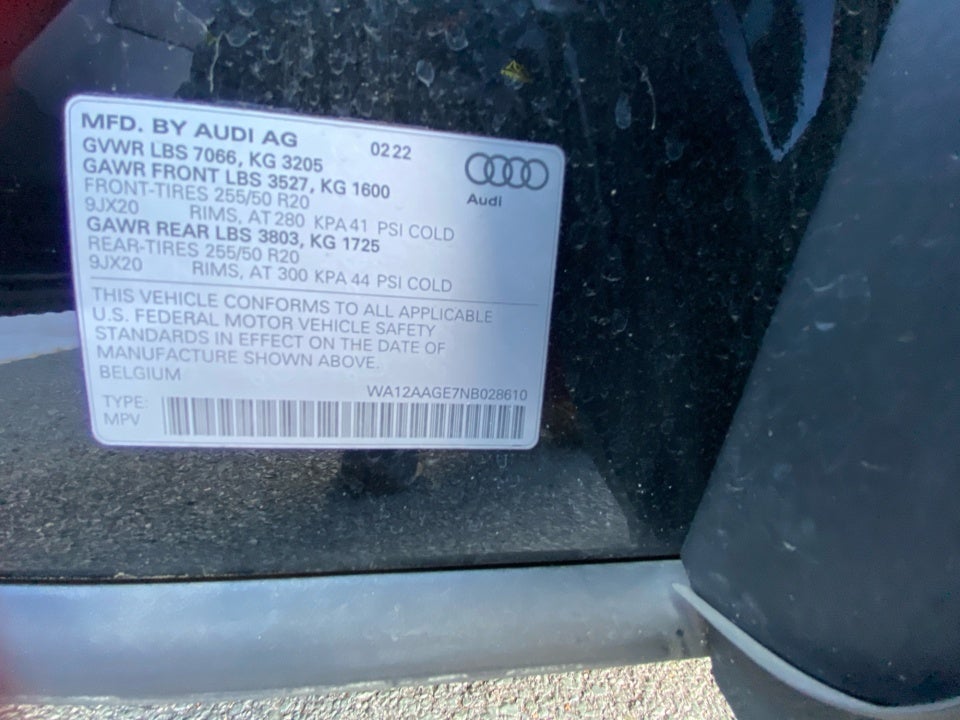 MFD. BY AUDI AG 0222
GVWR LBS 7066, KG 3205
GAWR FRONT LBS 3527, KG 1600
FRONT-TIRES 255/50 R20
9JX20 RIMS, AT 280 KPA 41 PSI COLD
GAWR REAR LBS 3803, KG 1725
REAR-TIRES 255/50 R20
9JX20 RIMS, AT 300 KPA 44 PSI COLD
Audi
THIS VEHICLE CONFORMS TO ALL APPLICABLE
U.S. FEDERAL MOTOR VEHICLE SAFETY
STANDARDS IN EFFECT ON THE DATE OF
MANUFACTURE SHOWN ABOVE.
BELGIUM
WA12AAGE7NB028610
TYPE:
MPV